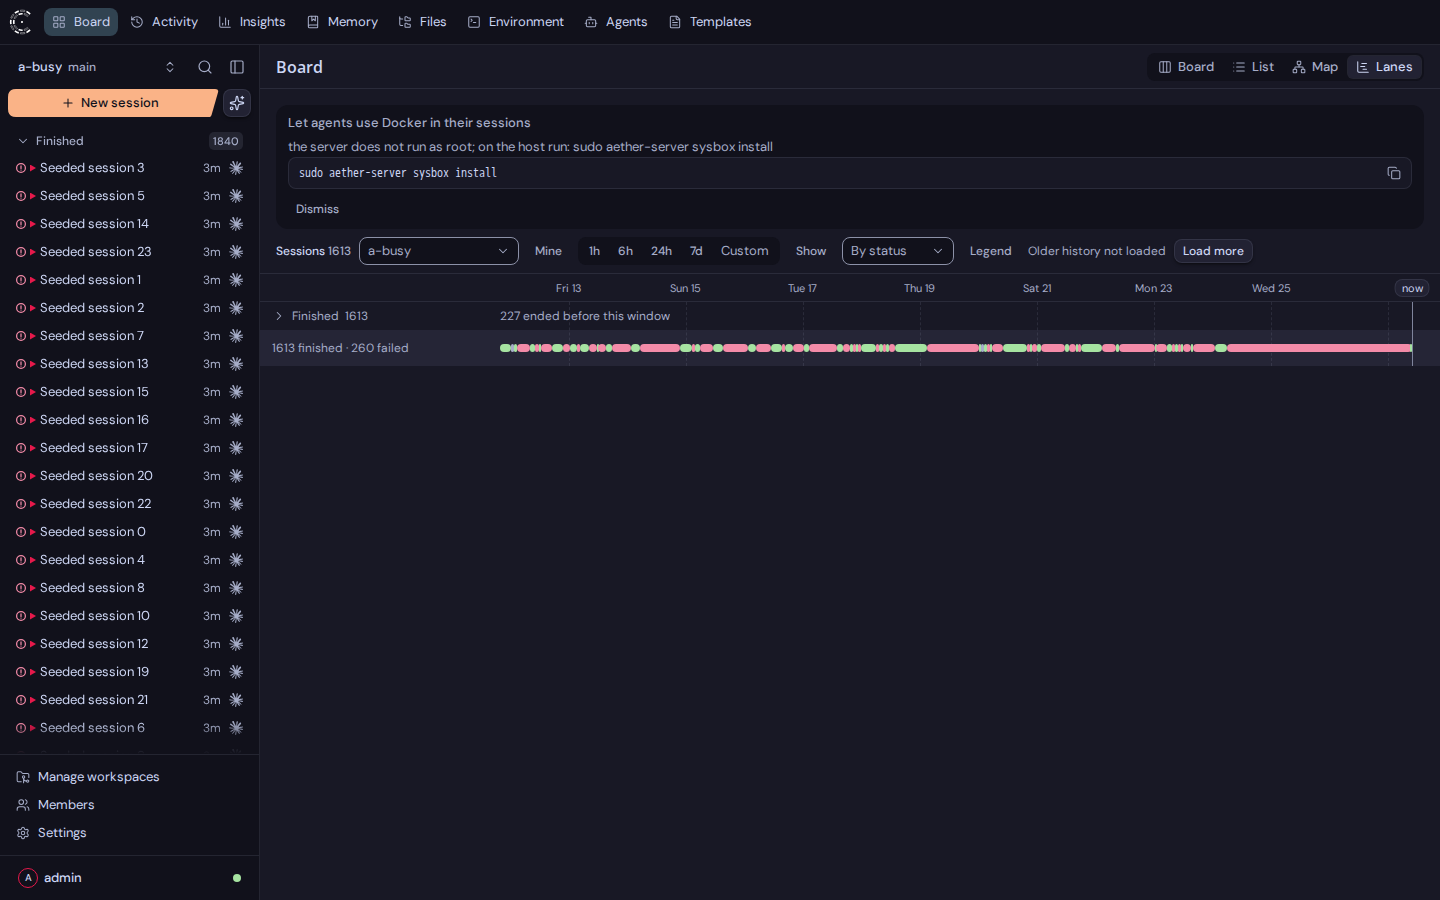 Board
Activity
Insights
Memory
Files
Environment
Agents
Templates
a-busy main
New session
Finished 1840
Seeded session 3 3m
Seeded session 5 3m
Seeded session 14 3m
Seeded session 23 3m
Seeded session 1 3m
Seeded session 2 3m
Seeded session 7 3m
Seeded session 13 3m
Seeded session 15 3m
Seeded session 16 3m
Seeded session 17 3m
Seeded session 20 3m
Seeded session 22 3m
Seeded session 0 3m
Seeded session 4 3m
Seeded session 8 3m
Seeded session 10 3m
Seeded session 12 3m
Seeded session 19 3m
Seeded session 21 3m
Seeded session 6 3m
Manage workspaces
Members
Settings
A admin
Board
Board List Map Lanes
Let agents use Docker in their sessions
the server does not run as root; on the host run: sudo aether-server sysbox install
sudo aether-server sysbox install
Dismiss
Sessions 1613 a-busy Mine 1h 6h 24h 7d Custom Show By status Legend Older history not loaded Load more
Fri 13 Sun 15 Tue 17 Thu 19 Sat 21 Mon 23 Wed 25 now
Finished 1613 227 ended before this window
1613 finished · 260 failed